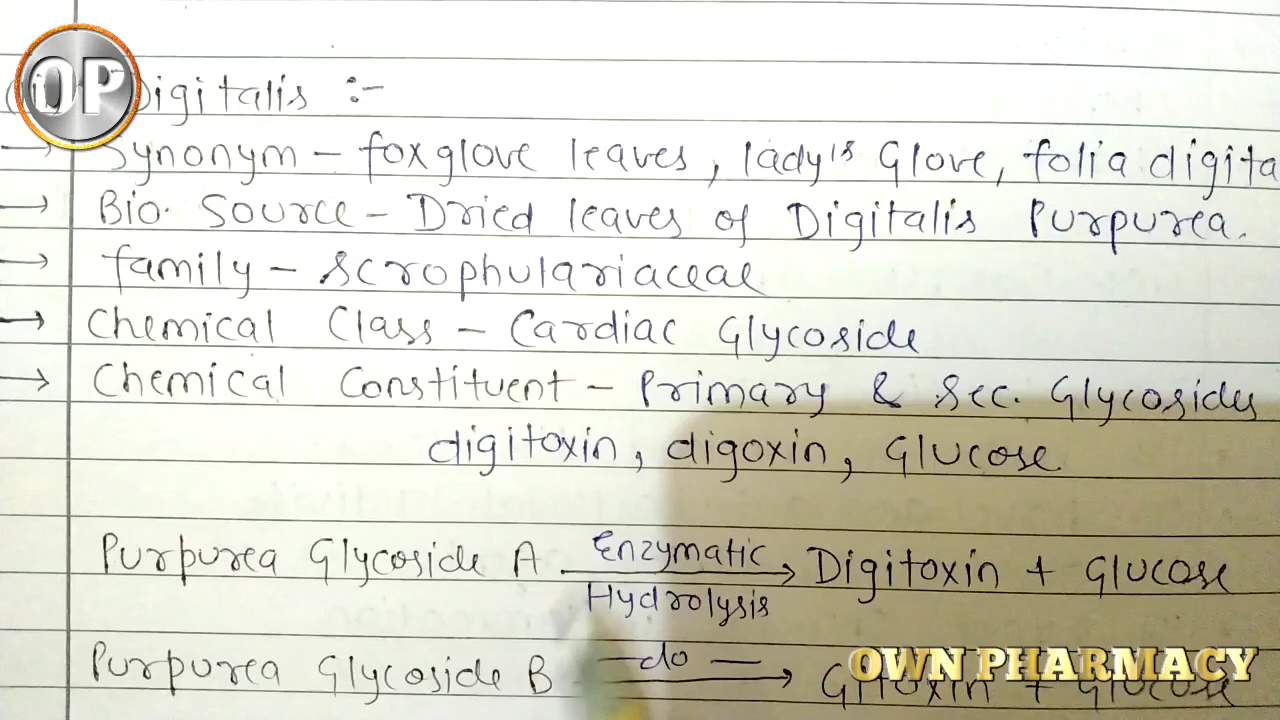 OP
Digitalis :-
→ Synonym - foxglove leaves, lady's Glove, folia digita
→ Bio. Source - Dried leaves of Digitalis Purpurea.
→ family - Scrophulariaceae
→ Chemical Class - Cardiac Glycoside
→ Chemical Constituent - Primary & Sec. Glycosides
digitoxin, digoxin, Glucose
Purpurea Glycoside A Enzymatic Hydrolysis → Digitoxin + Glucose
Purpurea Glycoside B — do — → Gitoxin + Glucose
OWN PHARMACY